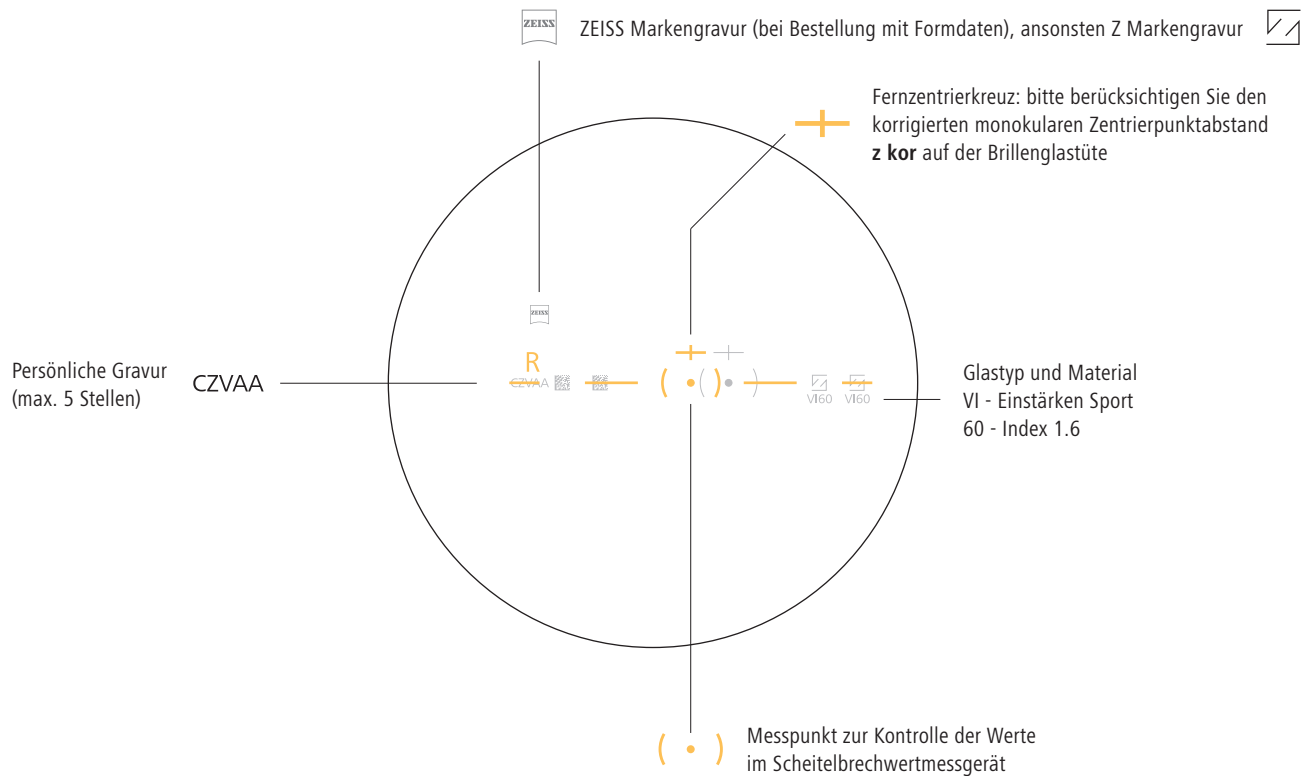 ZEISS ZEISS Markengravur (bei Bestellung mit Formdaten), ansonsten Z Markengravur
Fernzentrierkreuz: bitte berücksichtigen Sie den
korrigierten monokularen Zentrierpunktabstand
z kor auf der Brillenglastüte
ZEISS
R
Persönliche Gravur
(max. 5 Stellen)
CZVAA
CZVAA
VI60 VI60
Glastyp und Material
VI - Einstärken Sport
60 - Index 1.6
Messpunkt zur Kontrolle der Werte
im Scheitelbrechwertmessgerät